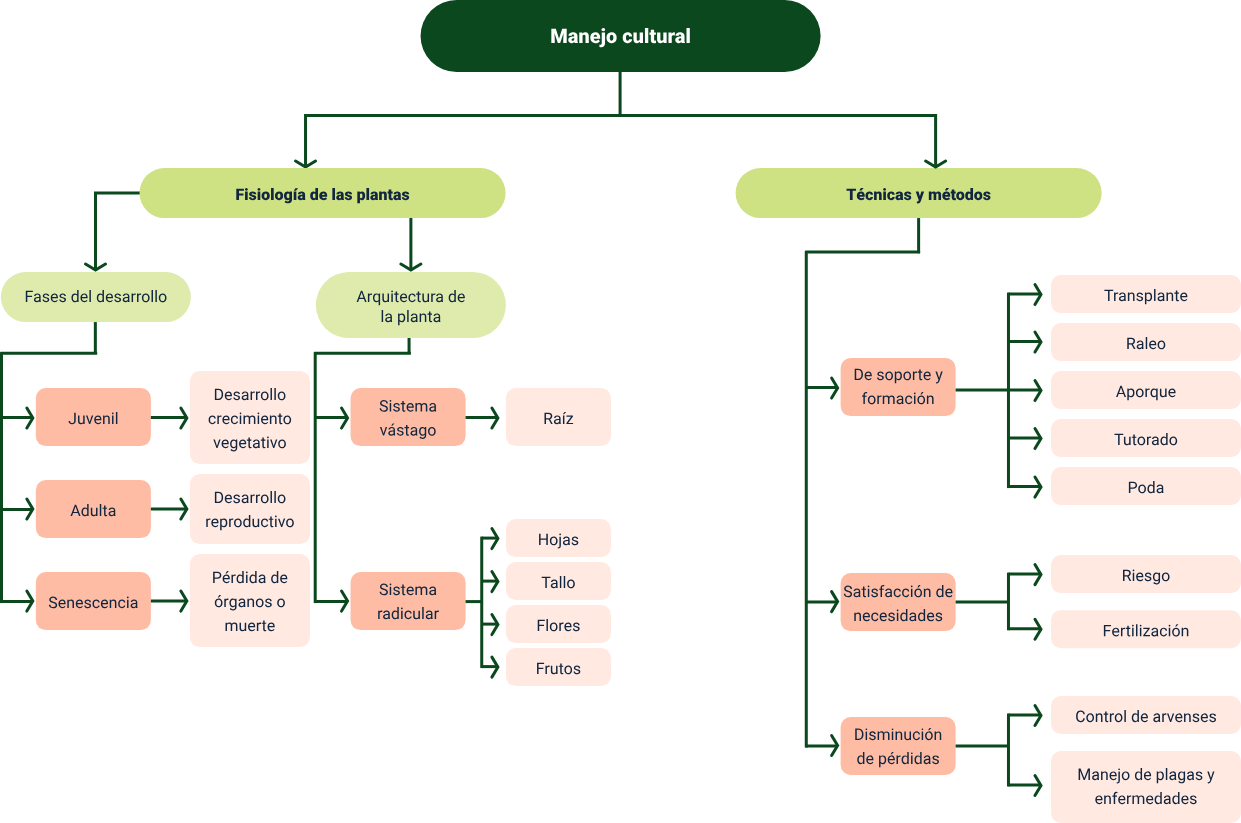 Manejo cultural
Fisiología de las plantas
Técnicas y métodos
Fases del desarrollo
Arquitectura de
la planta
Juvenil
Desarrollo
crecimiento
vegetativo
Adulta
Desarrollo
reproductivo
Senescencia
Pérdida de
órganos o
muerte
Sistema
vástago
Raíz
Sistema
radicular
Hojas
Tallo
Flores
Frutos
De soporte y
formación
Transplante
Raleo
Aporque
Tutorado
Poda
Satisfacción de
necesidades
Riesgo
Fertilización
Disminución
de pérdidas
Control de arvenses
Manejo de plagas y
enfermedades